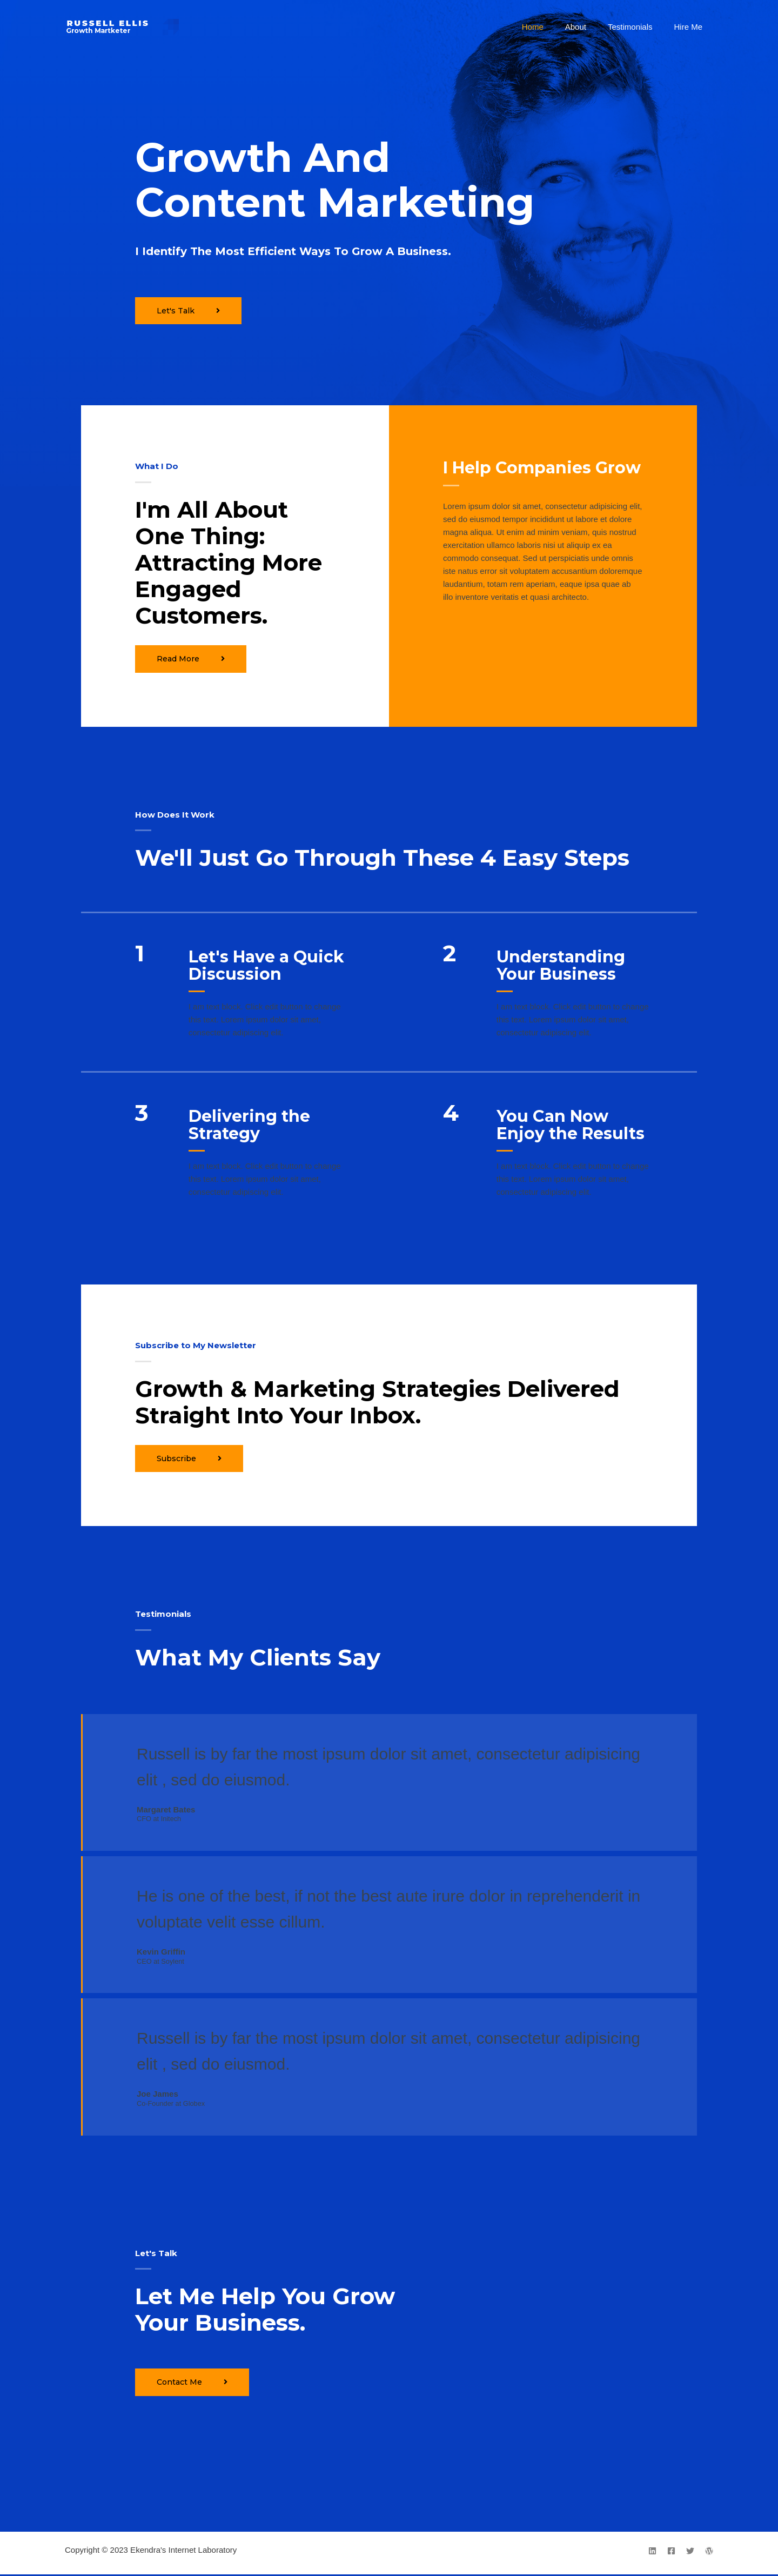 RUSSELL ELLIS
Growth Martketer
Home
About
Testimonials
Hire Me
Growth And
Content Marketing
I Identify The Most Efficient Ways To Grow A Business.
Let's Talk
What I Do
I'm All About
One Thing:
Attracting More
Engaged
Customers.
Read More
I Help Companies Grow
Lorem ipsum dolor sit amet, consectetur adipisicing elit,
sed do eiusmod tempor incididunt ut labore et dolore
magna aliqua. Ut enim ad minim veniam, quis nostrud
exercitation ullamco laboris nisi ut aliquip ex ea
commodo consequat. Sed ut perspiciatis unde omnis
iste natus error sit voluptatem accusantium doloremque
laudantium, totam rem aperiam, eaque ipsa quae ab
illo inventore veritatis et quasi architecto.
How Does It Work
We'll Just Go Through These 4 Easy Steps
1
Let's Have a Quick
Discussion
2
Understanding
Your Business
3
Delivering the
Strategy
4
You Can Now
Enjoy the Results
Subscribe to My Newsletter
Growth & Marketing Strategies Delivered
Straight Into Your Inbox.
Subscribe
Testimonials
What My Clients Say
Russell is by far the most ipsum dolor sit amet, consectetur adipisicing
elit , sed do eiusmod.
Margaret Bates
He is one of the best, if not the best aute irure dolor in reprehenderit in
voluptate velit esse cillum.
Kevin Griffin
Russell is by far the most ipsum dolor sit amet, consectetur adipisicing
elit , sed do eiusmod.
James
Let's Talk
Let Me Help You Grow
Your Business.
Contact Me
Copyright © 2023 Ekendra's Internet Laboratory